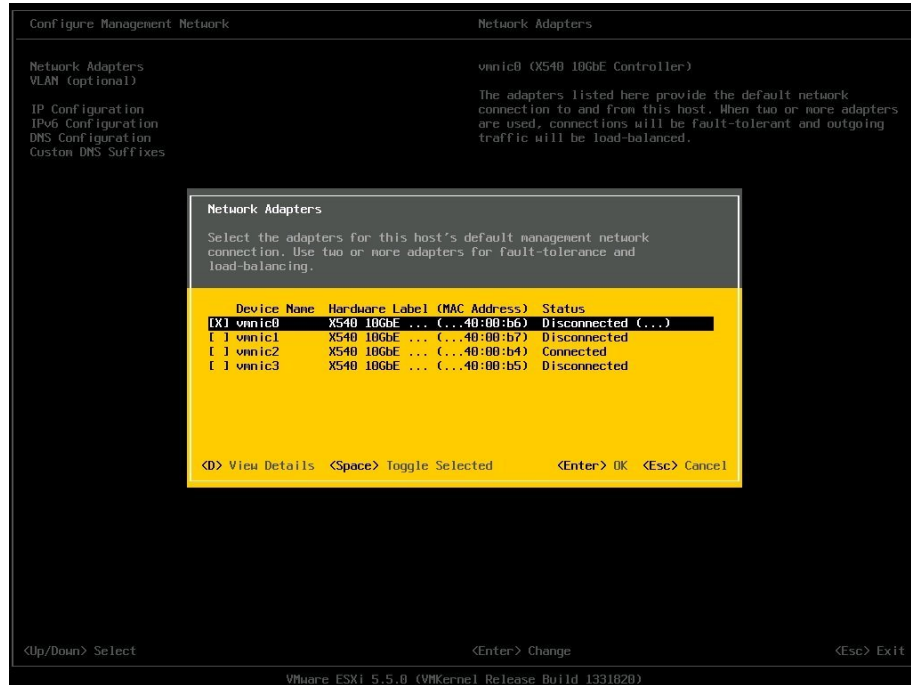 Configure Management Network
Network Adapters
Network Adapters
VLAN (optional)
IP Configuration
IPv6 Configuration
DNS Configuration
Custom DNS Suffixes
vmnic0 (X540 10GbE Controller)
The adapters listed here provide the default network
connection to and from this host. When two or more adapters
are used, connections will be fault-tolerant and outgoing
traffic will be load-balanced.
Network Adapters
Select the adapters for this host's default management network
connection. Use two or more adapters for fault-tolerance and
load-balancing.
Device Name Hardware Label (MAC Address) Status
[X] vmnic0 X540 10GbE ... (...40:00:b6) Disconnected (...)
[ ] vmnic1 X540 10GbE ... (...40:00:b7) Disconnected
[ ] vmnic2 X540 10GbE ... (...40:00:b4) Connected
[ ] vmnic3 X540 10GbE ... (...40:00:b5) Disconnected
<D> View Details <Space> Toggle Selected <Enter> OK <Esc> Cancel
<Up/Down> Select <Enter> Change <Esc> Exit
VMware ESXi 5.5.0 (VMKernel Release Build 1331820)